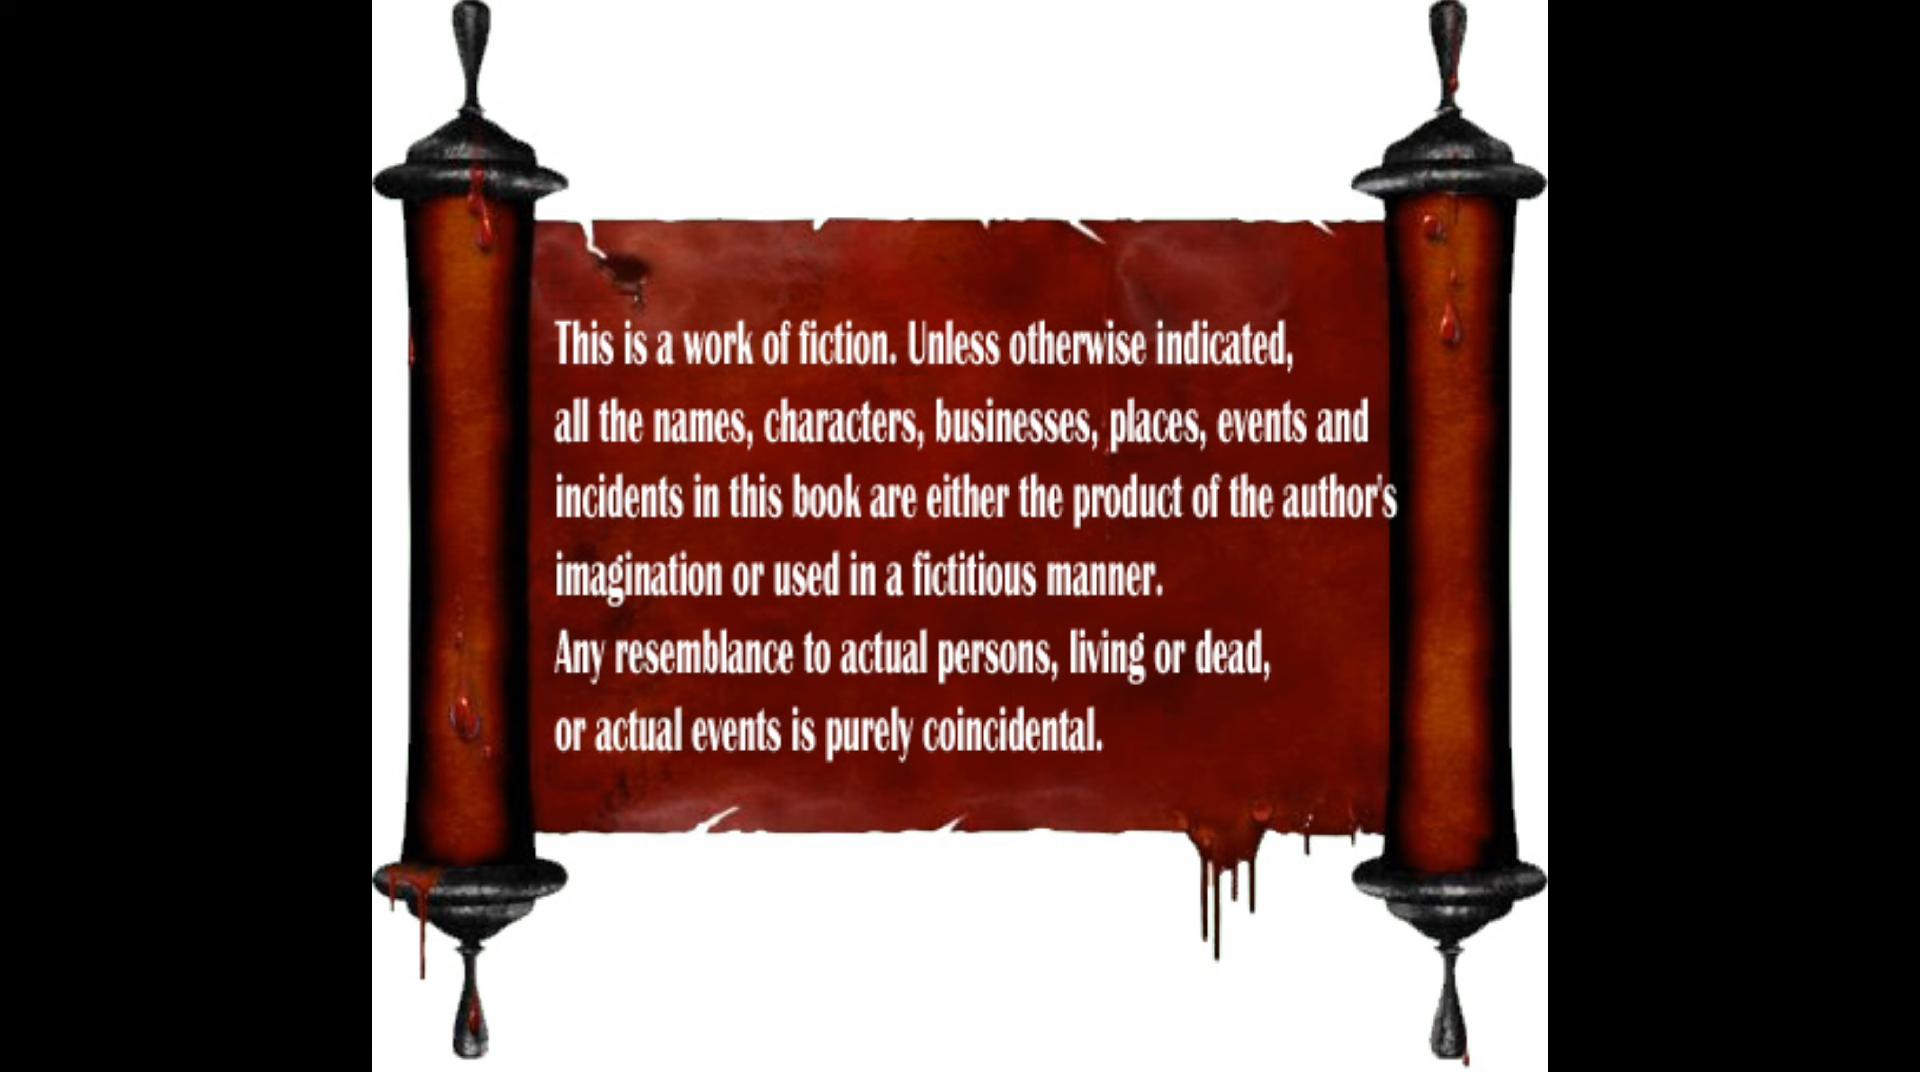 This is a work of fiction. Unless otherwise indicated,
all the names, characters, businesses, places, events and
incidents in this book are either the product of the author's
imagination or used in a fictitious manner.
Any resemblance to actual persons, living or dead,
or actual events is purely coincidental.